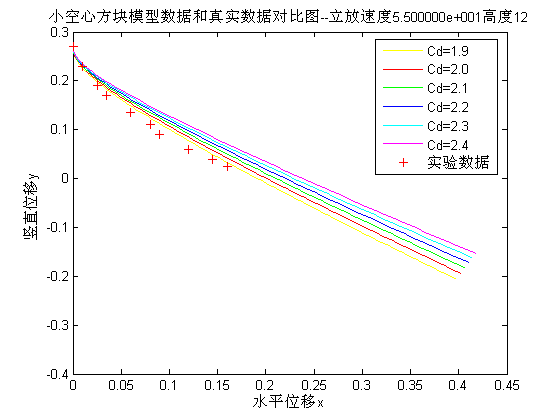 小空心方块模型数据和真实数据对比图--立放速度5.500000e+001高度12
0.3
0.2
0.1
0
-0.1
-0.2
-0.3
-0.4
竖直位移y
Cd=1.9
Cd=2.0
Cd=2.1
Cd=2.2
Cd=2.3
Cd=2.4
实验数据
0 0.05 0.1 0.15 0.2 0.25 0.3 0.35 0.4 0.45
水平位移x